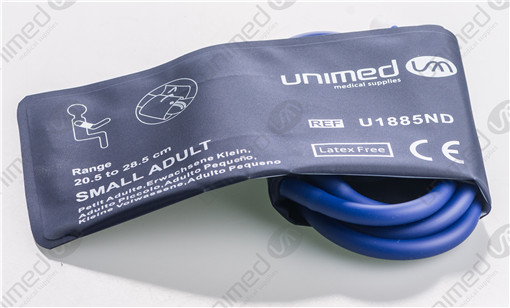 unimed
medical supplies
REF U1885ND
Latex Free CE
Range
20.5 to 28.5 cm
SMALL ADULT
Petit Adulte,Erwachsene Klein,
Adulto Piccolo,Adulto Pequeño,
Kleine Volwassene,Adulto Pequeno
unimed